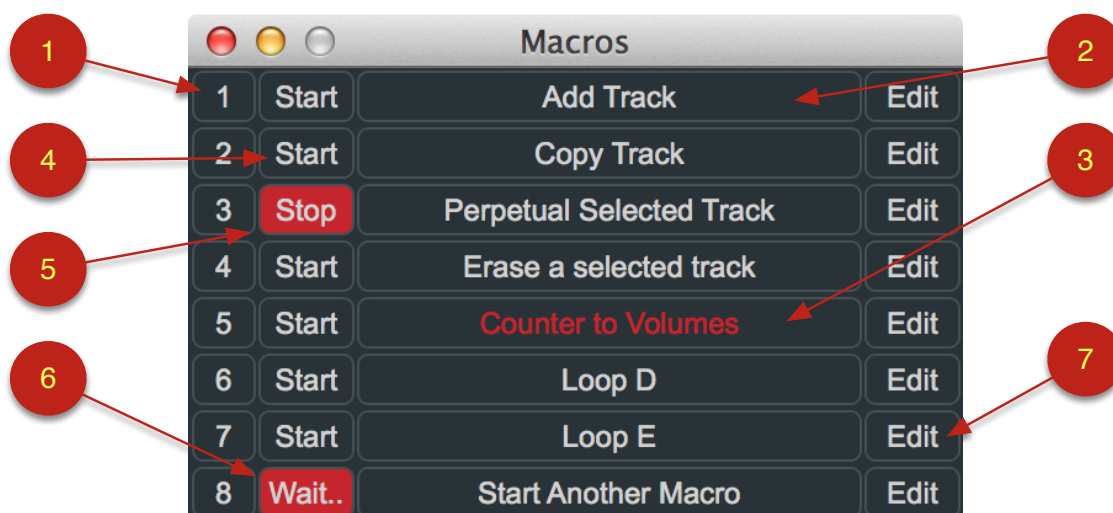 Macros
1
2
1 Start Add Track Edit
4
3
2 Start Copy Track Edit
3 Stop Perpetual Selected Track Edit
5
4 Start Erase a selected track Edit
5 Start Counter to Volumes Edit
6
7
6 Start Loop D Edit
7 Start Loop E Edit
8 Wait.. Start Another Macro Edit